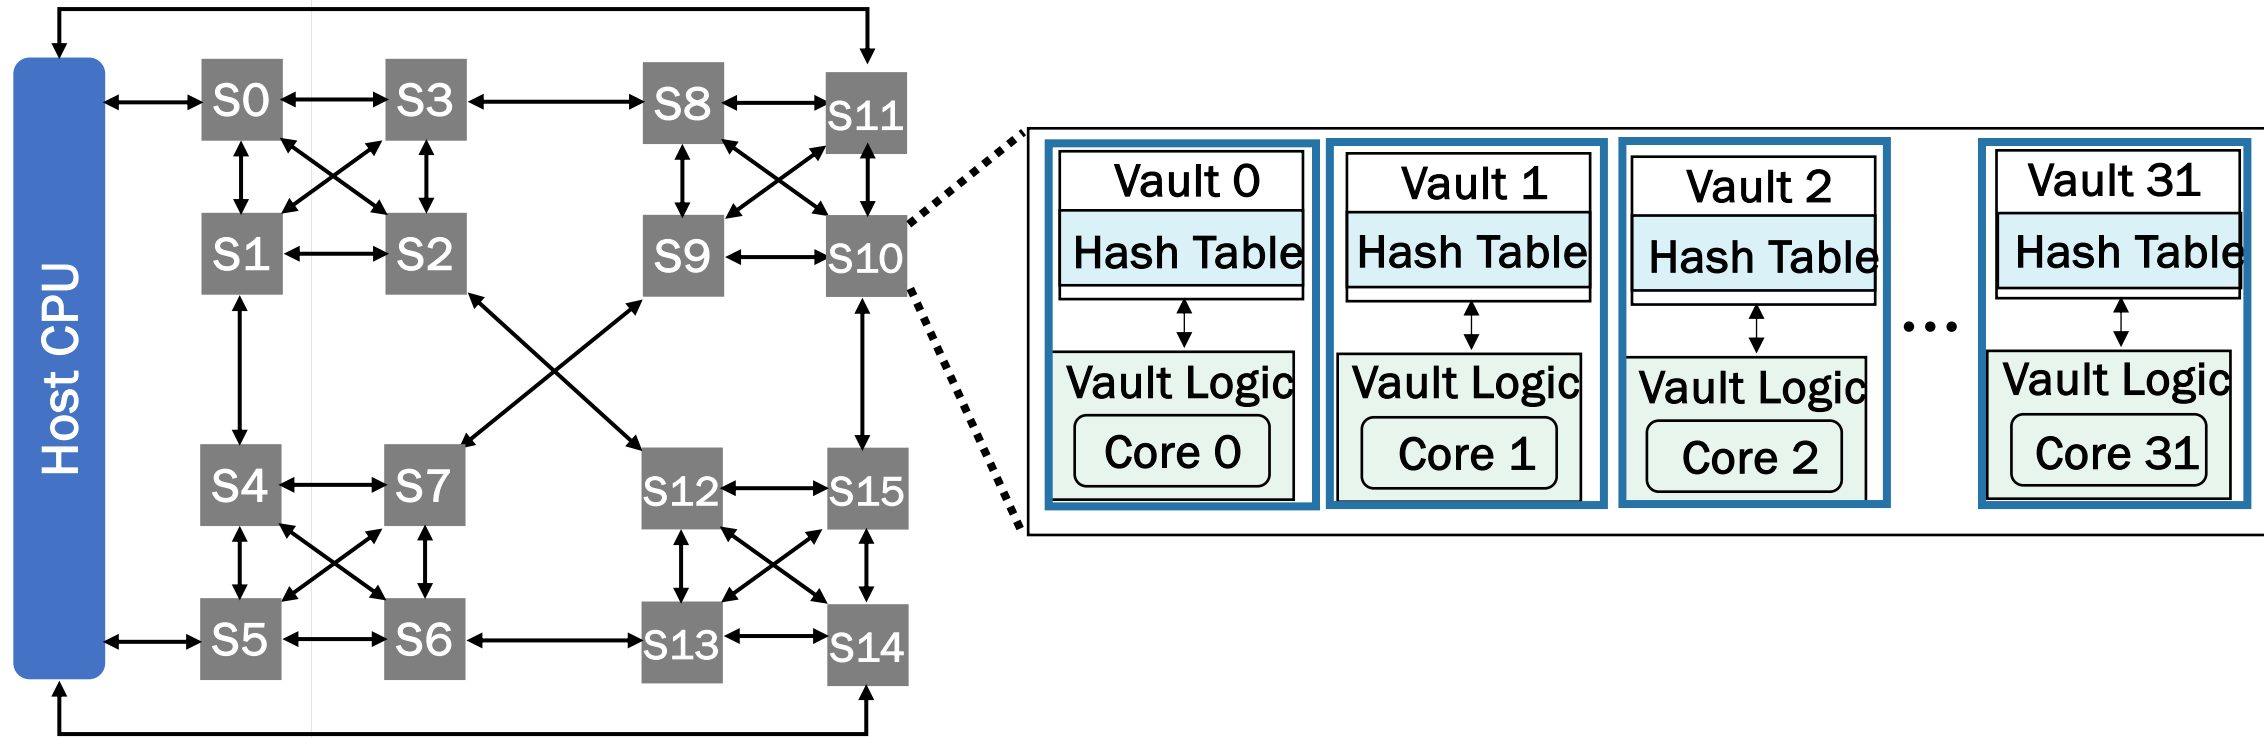 Host CPU
S0
S3
S8
S11
S1
S2
S9
S10
S4
S7
S12
S15
S5
S6
S13
S14
Vault 0
Hash Table
Vault Logic
Core 0
Vault 1
Hash Table
Vault Logic
Core 1
Vault 2
Hash Table
Vault Logic
Core 2
...
Vault 31
Hash Table
Vault Logic
Core 31